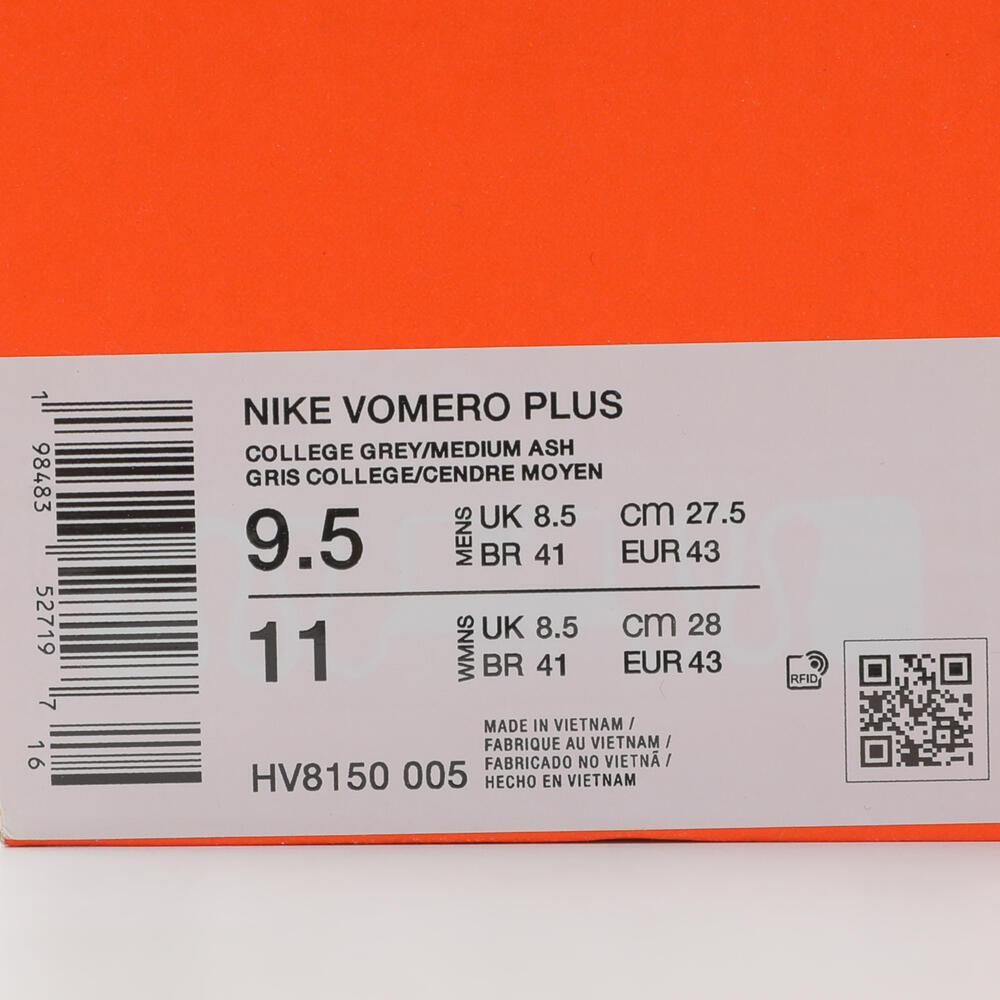 1 98483 52719 7 16
NIKE VOMERO PLUS
COLLEGE GREY/MEDIUM ASH
GRIS COLLEGE/CENDRE MOYEN
9.5 MENS UK 8.5 cm 27.5
BR 41 EUR 43
11 WMNS UK 8.5 cm 28
BR 41 EUR 43
RFID
MADE IN VIETNAM /
FABRIQUE AU VIETNAM /
FABRICADO NO VIETNÃ /
HECHO EN VIETNAM
HV8150 005